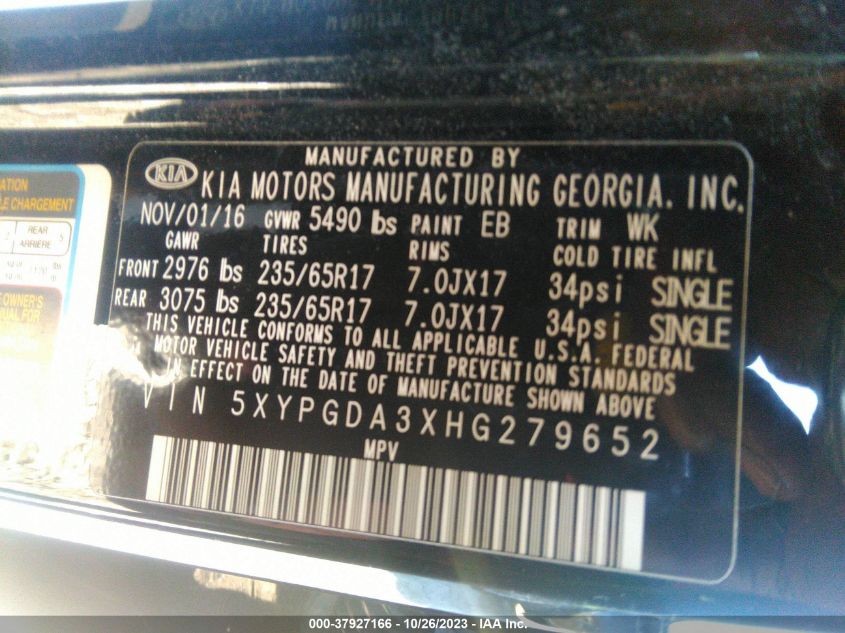 MANUFACTURED BY
KIA KIA MOTORS MANUFACTURING GEORGIA. INC.
NOV/01/16 GVWR 5490 lbs PAINT EB TRIM WK
GAWR TIRES RIMS COLD TIRE INFL
FRONT 2976 lbs 235/65R17 7.0JX17 34psi SINGLE
REAR 3075 lbs 235/65R17 7.0JX17 34psi SINGLE
THIS VEHICLE CONFORMS TO ALL APPLICABLE U.S.A. FEDERAL
MOTOR VEHICLE SAFETY AND THEFT PREVENTION STANDARDS
IN EFFECT ON THE DATE OF MANUFACTURE SHOWN ABOVE
VIN 5XYPGDA3XHG279652
MPV
CHARGEMENT
REAR 5
ARRIÈRE
OWNER'S
FOR
000-37927166 - 10/26/2023 - IAA Inc.